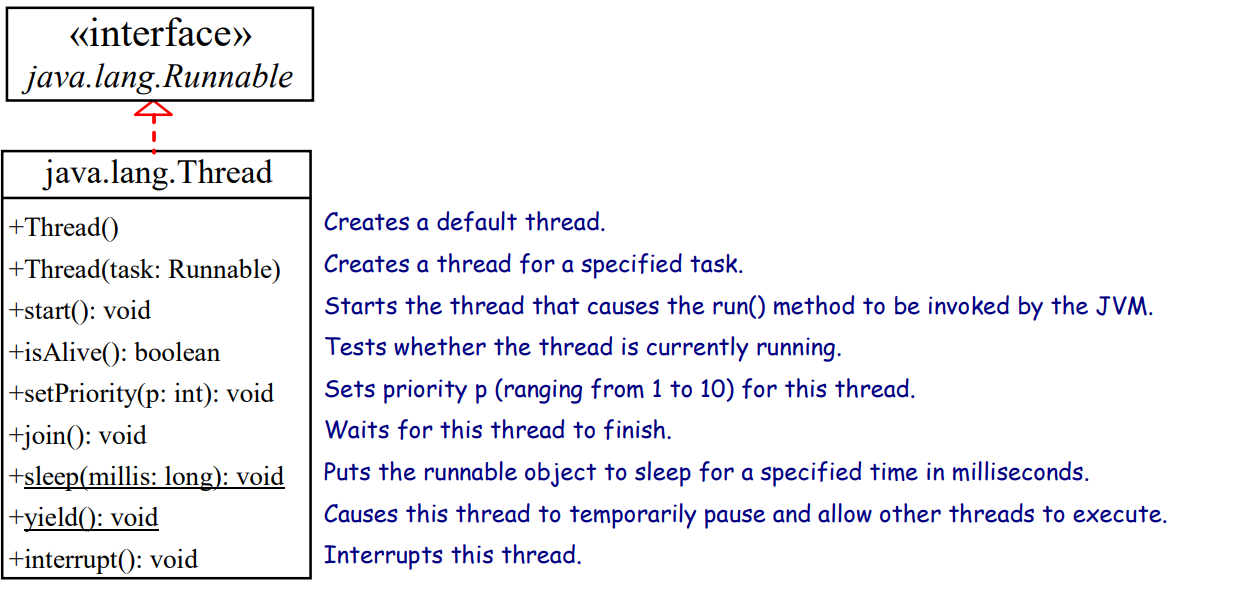 «interface»
java.lang.Runnable
java.lang.Thread
+Thread() Creates a default thread.
+Thread(task: Runnable) Creates a thread for a specified task.
+start(): void Starts the thread that causes the run() method to be invoked by the JVM.
+isAlive(): boolean Tests whether the thread is currently running.
+setPriority(p: int): void Sets priority p (ranging from 1 to 10) for this thread.
+join(): void Waits for this thread to finish.
+sleep(millis: long): void Puts the runnable object to sleep for a specified time in milliseconds.
+yield(): void Causes this thread to temporarily pause and allow other threads to execute.
+interrupt(): void Interrupts this thread.